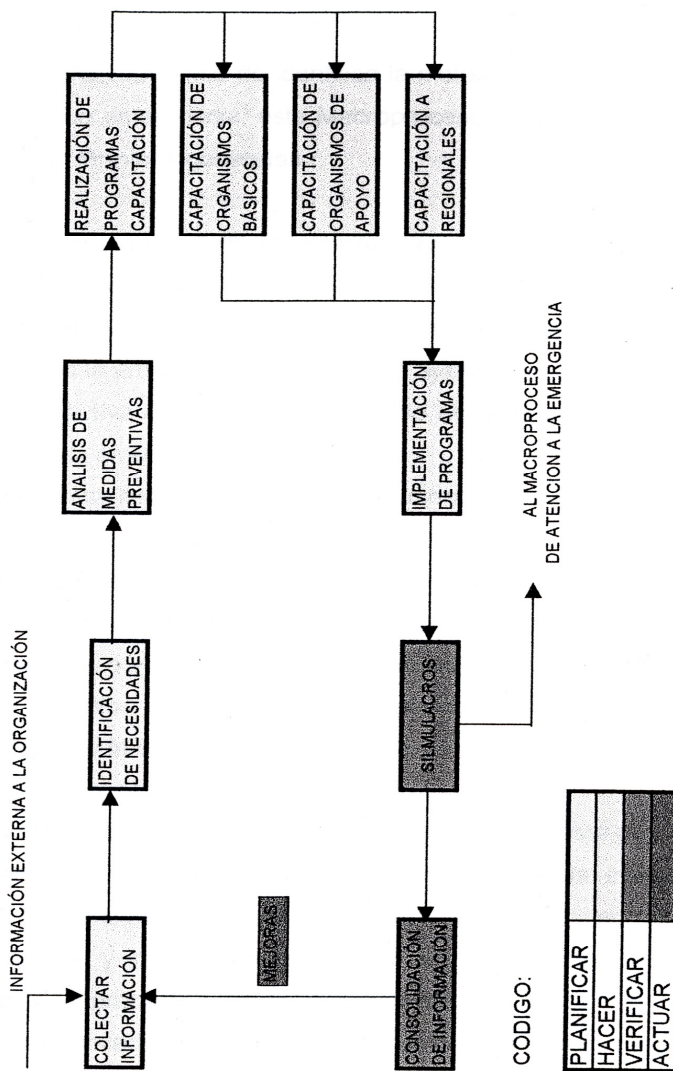 INFORMACIÓN EXTERNA A LA ORGANIZACIÓN
COLECTAR
INFORMACIÓN
IDENTIFICACIÓN
DE NECESIDADES
ANALISIS DE
MEDIDAS
PREVENTIVAS
REALIZACIÓN DE
PROGRAMAS
CAPACITACIÓN
CAPACITACIÓN DE
ORGANISMOS
BÁSICOS
CAPACITACIÓN DE
ORGANISMOS DE
APOYO
CAPACITACIÓN A
REGIONALES
IMPLEMENTACIÓN
DE PROGRAMAS
SILMULACROS
AL MACROPROCESO
DE ATENCION A LA EMERGENCIA
CONSOLIDACIÓN
DE INFORMACIÓN
MEJORAS
CODIGO:
PLANIFICAR
HACER
VERIFICAR
ACTUAR